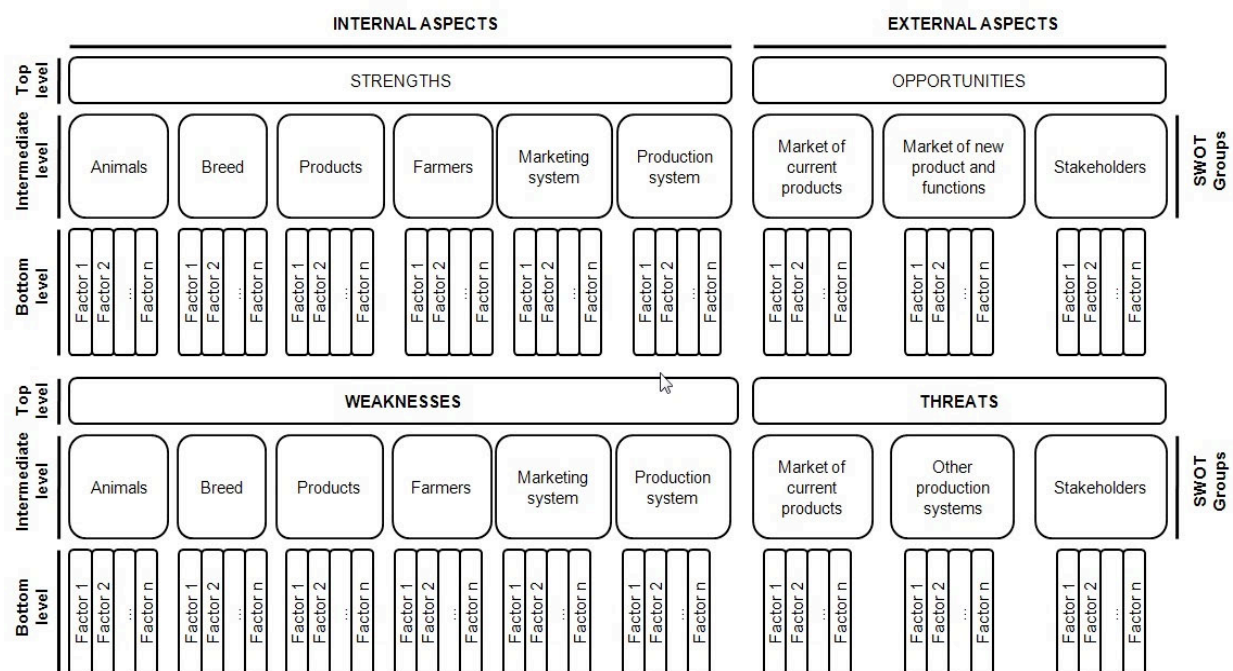 INTERNAL ASPECTS
EXTERNAL ASPECTS
Top
level
STRENGTHS
OPPORTUNITIES
Intermediate
level
Animals
Breed
Products
Farmers
Marketing
system
Production
system
Market of
current
products
Market of new
product and
functions
Stakeholders
SWOT
Groups
Bottom
level
Factor 1
Factor 2
...
Factor n
Factor 1
Factor 2
...
Factor n
Factor 1
Factor 2
...
Factor n
Factor 1
Factor 2
...
Factor n
Factor 1
Factor 2
...
Factor n
Factor 1
Factor 2
...
Factor n
Factor 1
Factor 2
...
Factor n
Factor 1
Factor 2
...
Factor n
Factor 1
Factor 2
...
Factor n
Top
level
WEAKNESSES
THREATS
Intermediate
level
Animals
Breed
Products
Farmers
Marketing
system
Production
system
Market of
current
products
Other
production
systems
Stakeholders
SWOT
Groups
Bottom
level
Factor 1
Factor 2
...
Factor n
Factor 1
Factor 2
...
Factor n
Factor 1
Factor 2
...
Factor n
Factor 1
Factor 2
...
Factor n
Factor 1
Factor 2
...
Factor n
Factor 1
Factor 2
...
Factor n
Factor 1
Factor 2
...
Factor n
Factor 1
Factor 2
...
Factor n
Factor 1
Factor 2
...
Factor n